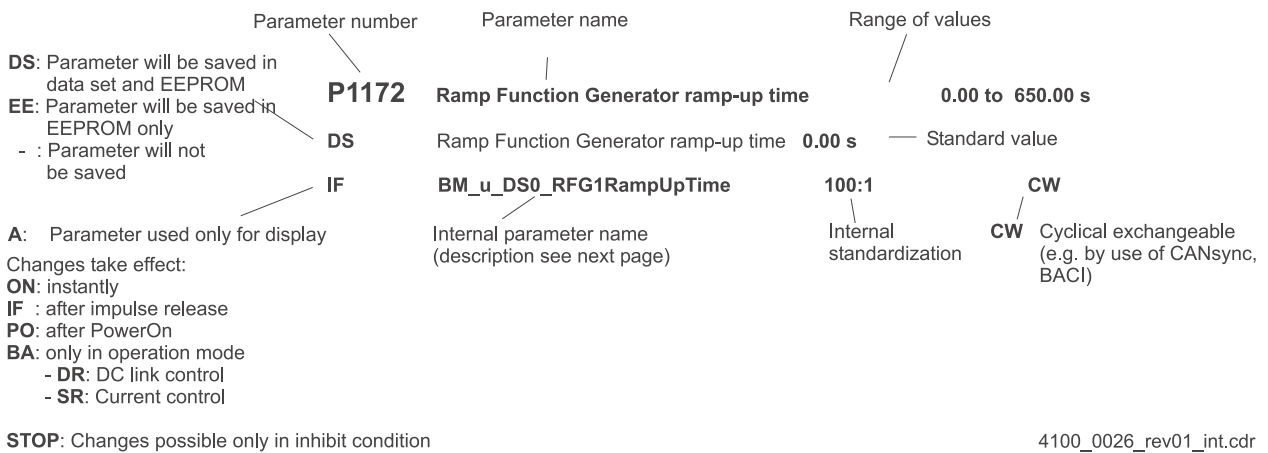 Parameter number Parameter name Range of values
DS: Parameter will be saved in
data set and EEPROM
EE: Parameter will be saved in
EEPROM only
- : Parameter will not
be saved
P1172 Ramp Function Generator ramp-up time 0.00 to 650.00 s
DS Ramp Function Generator ramp-up time 0.00 s Standard value
IF BM_u_DS0_RFG1RampUpTime 100:1 CW
A: Parameter used only for display
Internal parameter name
(description see next page)
Internal
standardization
CW Cyclical exchangeable
(e.g. by use of CANsync,
BACI)
Changes take effect:
ON: instantly
IF : after impulse release
PO: after PowerOn
BA: only in operation mode
- DR: DC link control
- SR: Current control
STOP: Changes possible only in inhibit condition
4100_0026_rev01_int.cdr